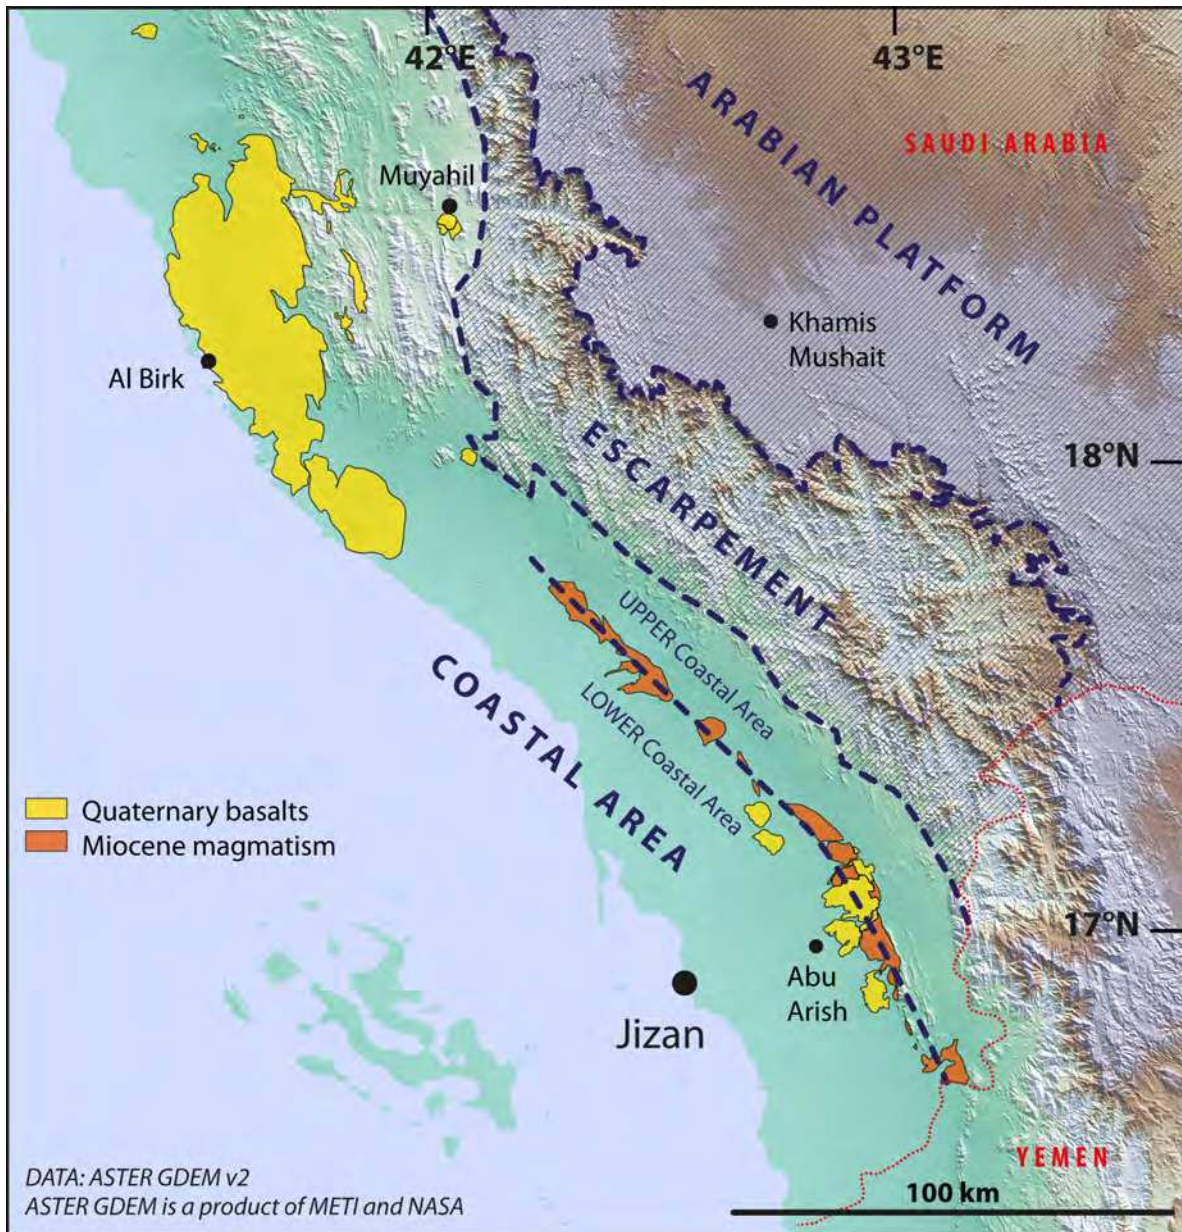 42°E
43°E
ARABIAN PLATFORM
SAUDI ARABIA
Muyahil
Khamis
Mushait
Al Birk
18°N
ESCARPEMENT
UPPER Coastal Area
LOWER Coastal Area
COASTAL AREA
Quaternary basalts
Miocene magmatism
17°N
Abu
Arish
Jizan
YEMEN
DATA: ASTER GDEM v2
ASTER GDEM is a product of METI and NASA
100 km